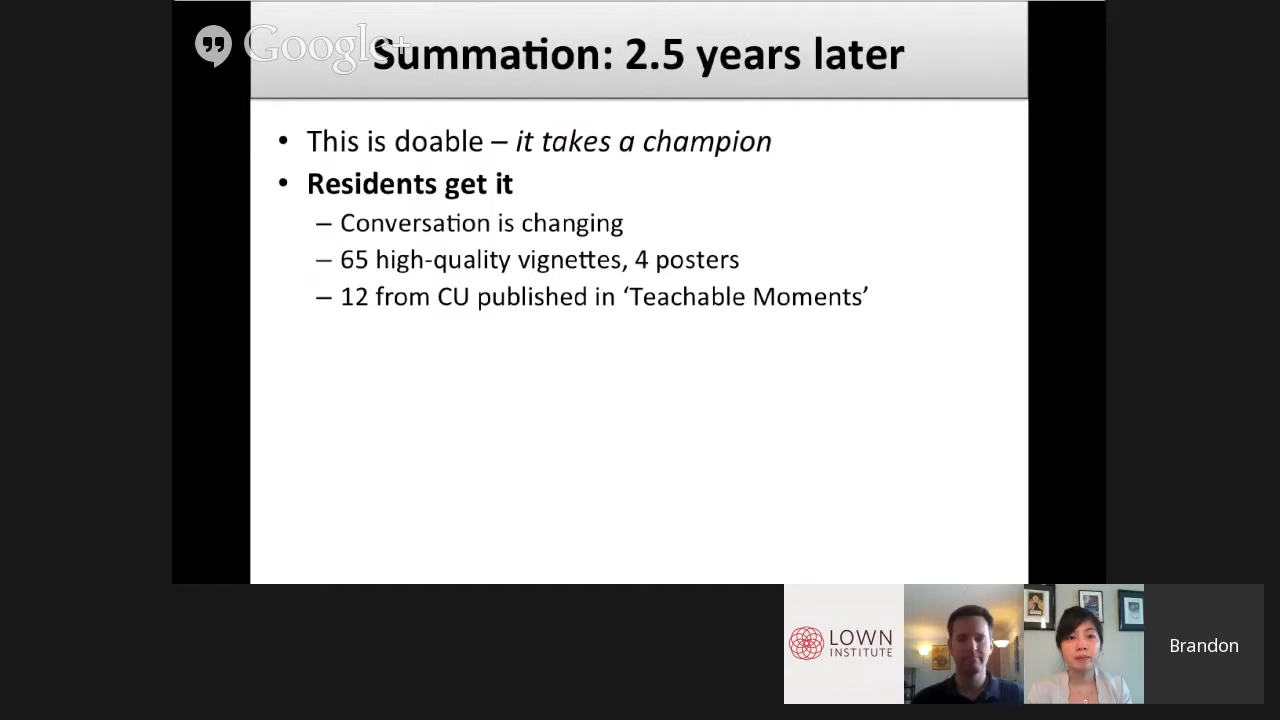 Google+
Summation: 2.5 years later
• This is doable – it takes a champion
• Residents get it
– Conversation is changing
– 65 high-quality vignettes, 4 posters
– 12 from CU published in ‘Teachable Moments’
LOWN
INSTITUTE
Brandon